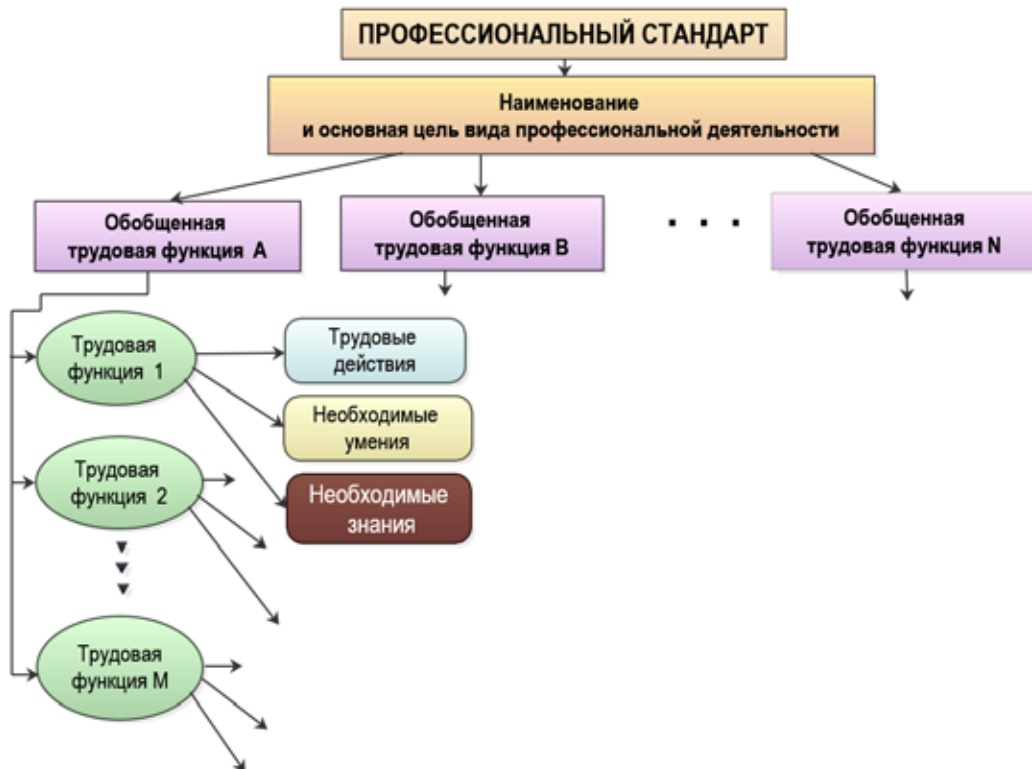 ПРОФЕССИОНАЛЬНЫЙ СТАНДАРТ
Наименование
и основная цель вида профессиональной деятельности
Обобщенная
трудовая функция А
Обобщенная
трудовая функция В
. . .
Обобщенная
трудовая функция N
Трудовая
функция 1
Трудовые
действия
Необходимые
умения
Трудовая
функция 2
Необходимые
знания
Трудовая
функция М